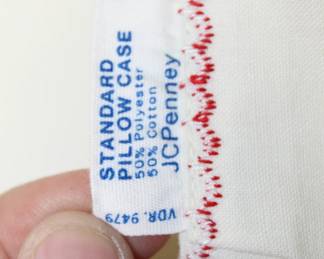 STANDARD
PILLOW CASE
50% Polyester
50% Cotton
JCPenney
VDR. 9479